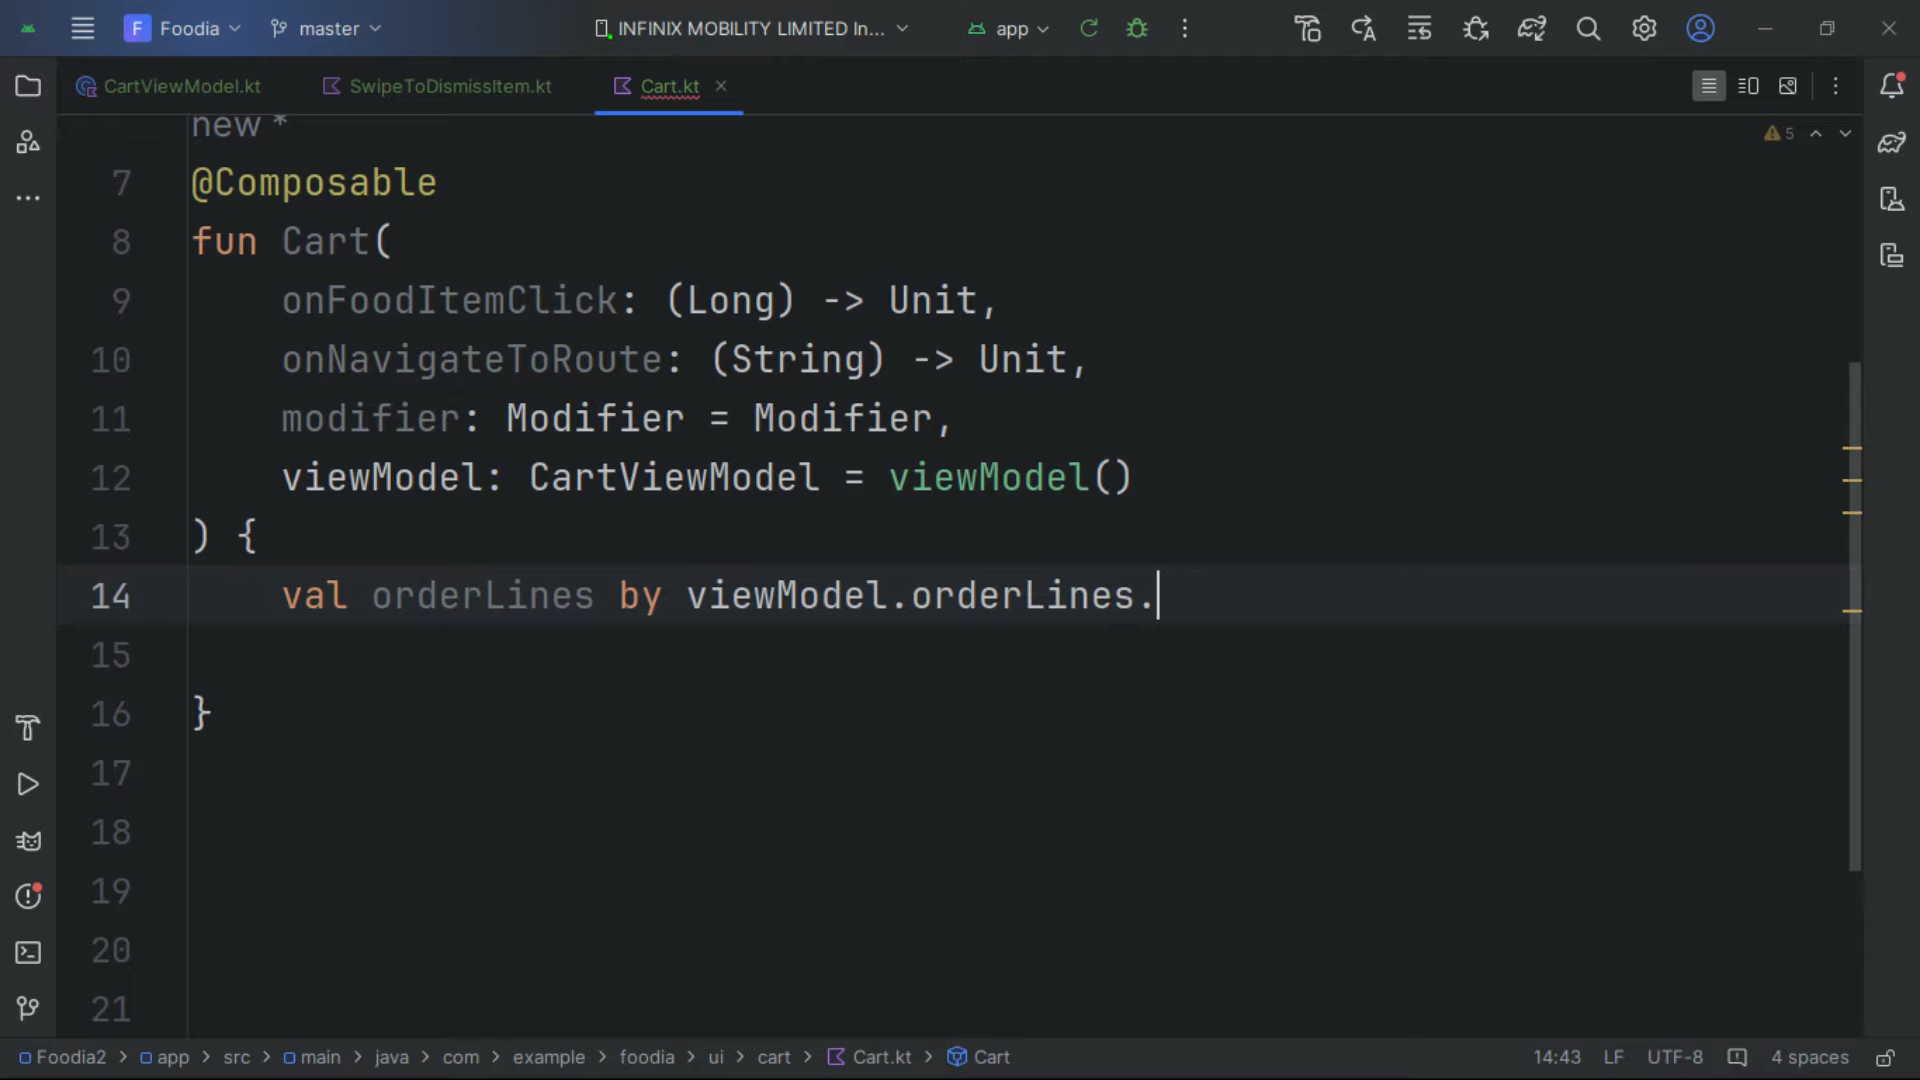 F Foodia master INFINIX MOBILITY LIMITED In... app
CartViewModel.kt SwipeToDismissItem.kt Cart.kt
new *
5
7 @Composable
8 fun Cart(
9 onFoodItemClick: (Long) -> Unit,
10 onNavigateToRoute: (String) -> Unit,
11 modifier: Modifier = Modifier,
12 viewModel: CartViewModel = viewModel()
13 ) {
14 val orderLines by viewModel.orderLines.
15
16 }
17
18
19
20
21
Foodia2 > app > src > main > java > com > example > foodia > ui > cart > Cart.kt > Cart 14:43 LF UTF-8 4 spaces